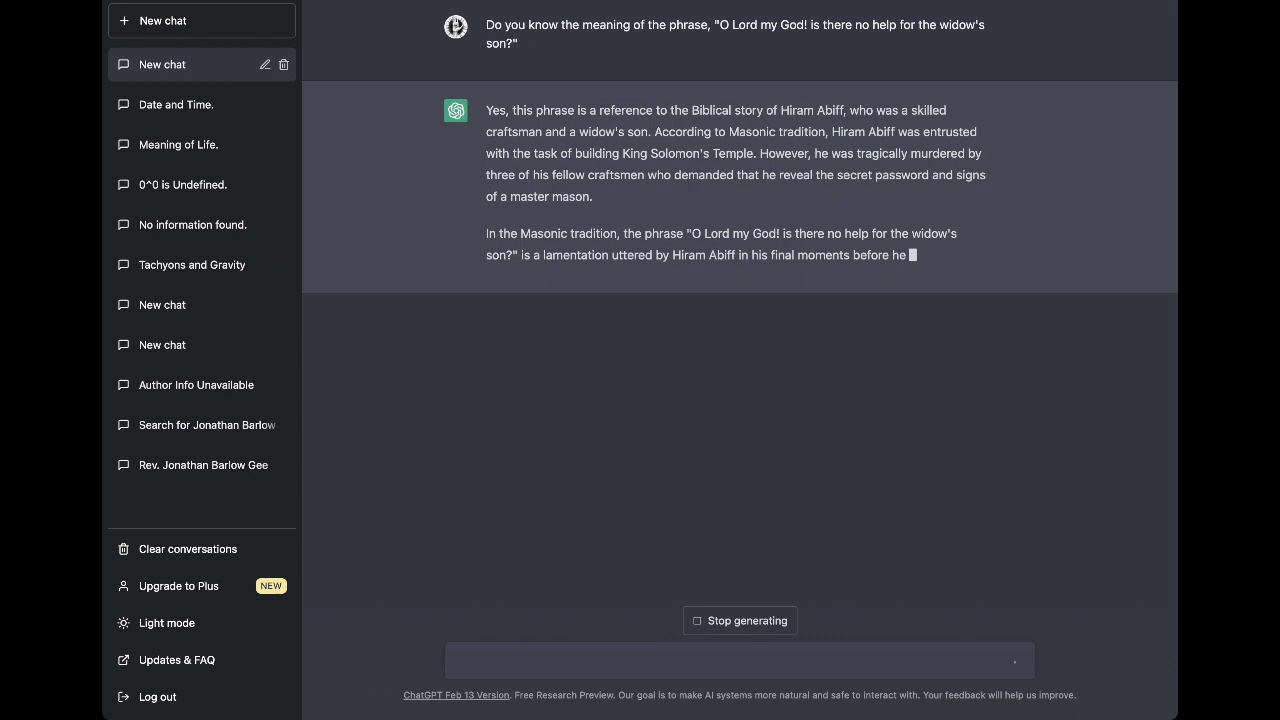 New chat
New chat
Date and Time.
Meaning of Life.
0^0 is Undefined.
No information found.
Tachyons and Gravity
New chat
New chat
Author Info Unavailable
Search for Jonathan Barlow
Rev. Jonathan Barlow Gee
Clear conversations
Upgrade to Plus NEW
Light mode
Updates & FAQ
Log out
Do you know the meaning of the phrase, "O Lord my God! is there no help for the widow's
son?"
Yes, this phrase is a reference to the Biblical story of Hiram Abiff, who was a skilled
craftsman and a widow's son. According to Masonic tradition, Hiram Abiff was entrusted
with the task of building King Solomon's Temple. However, he was tragically murdered by
three of his fellow craftsmen who demanded that he reveal the secret password and signs
of a master mason.
In the Masonic tradition, the phrase "O Lord my God! is there no help for the widow's
son?" is a lamentation uttered by Hiram Abiff in his final moments before he
Stop generating
ChatGPT Feb 13 Version. Free Research Preview. Our goal is to make AI systems more natural and safe to interact with. Your feedback will help us improve.